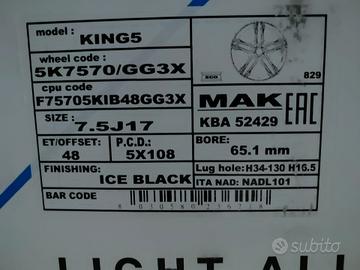 model :
KING5
wheel code :
5K7570/GG3X
cpu code
F75705KIB48GG3X
SIZE :
7.5J17
ECO
829
MAK EAC
KBA 52429
ET/OFFSET:
48
P.C.D.:
5X108
BORE:
65.1 mm
FINISHING:
ICE BLACK
Lug hole:H34-130 H16.5
ITA NAD: NADL101
BAR CODE
8030580236718
LIGHT ALL
subito